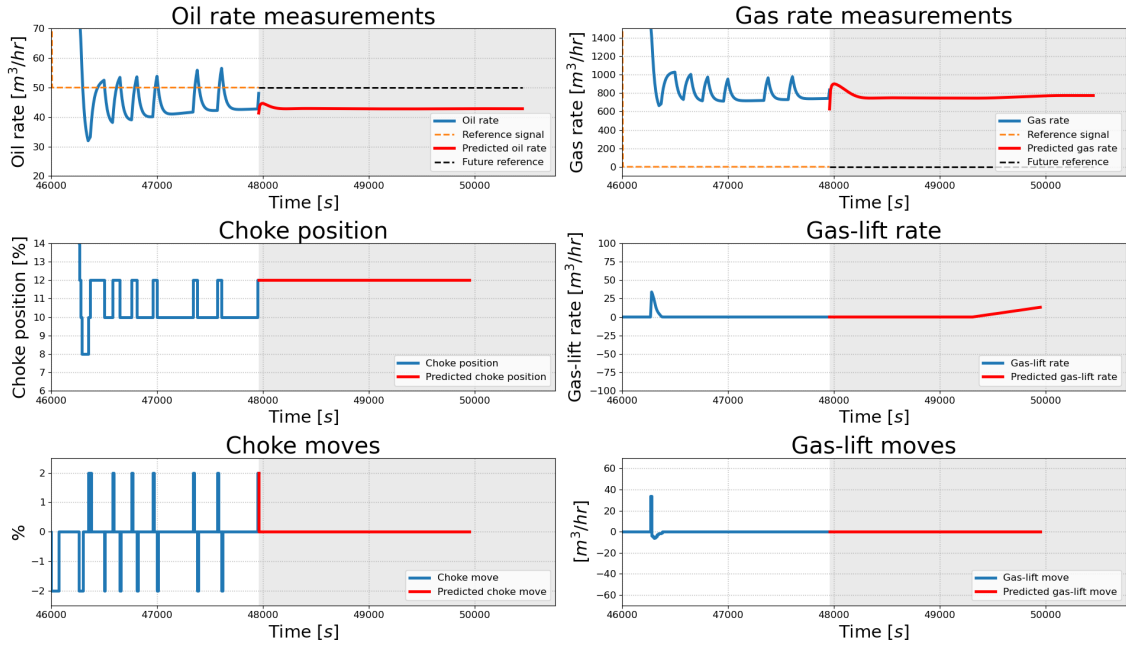 Oil rate measurements
Oil rate [m³/hr]
70
60
50
40
30
20
46000
47000
48000
49000
50000
Time [s]
Oil rate
Reference signal
Predicted oil rate
Future reference
Gas rate measurements
Gas rate [m³/hr]
1400
1200
1000
800
600
400
200
0
46000
47000
48000
49000
50000
Time [s]
Gas rate
Reference signal
Predicted gas rate
Future reference
Choke position
Choke position [%]
14
13
12
11
10
9
8
7
6
46000
47000
48000
49000
50000
Time [s]
Choke position
Predicted choke position
Gas-lift rate
Gas-lift rate [m³/hr]
100
75
50
25
0
−25
−50
−75
−100
46000
47000
48000
49000
50000
Time [s]
Gas-lift rate
Predicted gas-lift rate
Choke moves
%
2
1
0
−1
−2
46000
47000
48000
49000
50000
Time [s]
Choke move
Predicted choke move
Gas-lift moves
[m³/hr]
60
40
20
0
−20
−40
−60
46000
47000
48000
49000
50000
Time [s]
Gas-lift move
Predicted gas-lift move